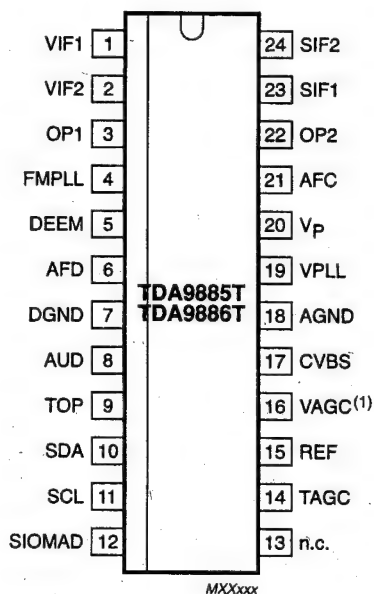 VIF1 1 24 SIF2
VIF2 2 23 SIF1
OP1 3 22 OP2
FMPLL 4 21 AFC
DEEM 5 20 VP
AFD 6 19 VPLL
TDA9885T
DGND 7 TDA9886T 18 AGND
AUD 8 17 CVBS
TOP 9 16 VAGC(1)
SDA 10 15 REF
SCL 11 14 TAGC
SIOMAD 12 13 n.c.
MXXxxx